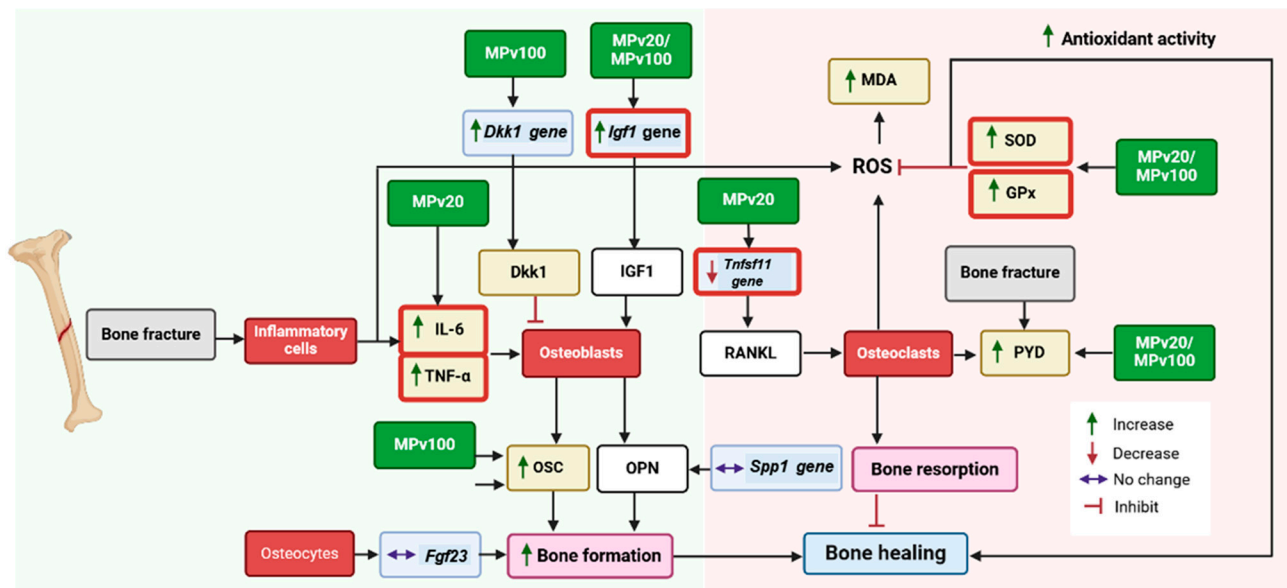 Antioxidant activity
MPv100
MPv20/
MPv100
MDA
Dkk1 gene
Igf1 gene
SOD
GPx
ROS
MPv20/
MPv100
MPv20
MPv20
Tnfsf11
gene
Dkk1
IGF1
Bone fracture
Bone fracture
Inflammatory
cells
IL-6
TNF-α
Osteoblasts
RANKL
Osteoclasts
PYD
MPv20/
MPv100
MPv100
OSC
OPN
Spp1 gene
Bone resorption
Increase
Decrease
No change
Inhibit
Osteocytes
Fgf23
Bone formation
Bone healing